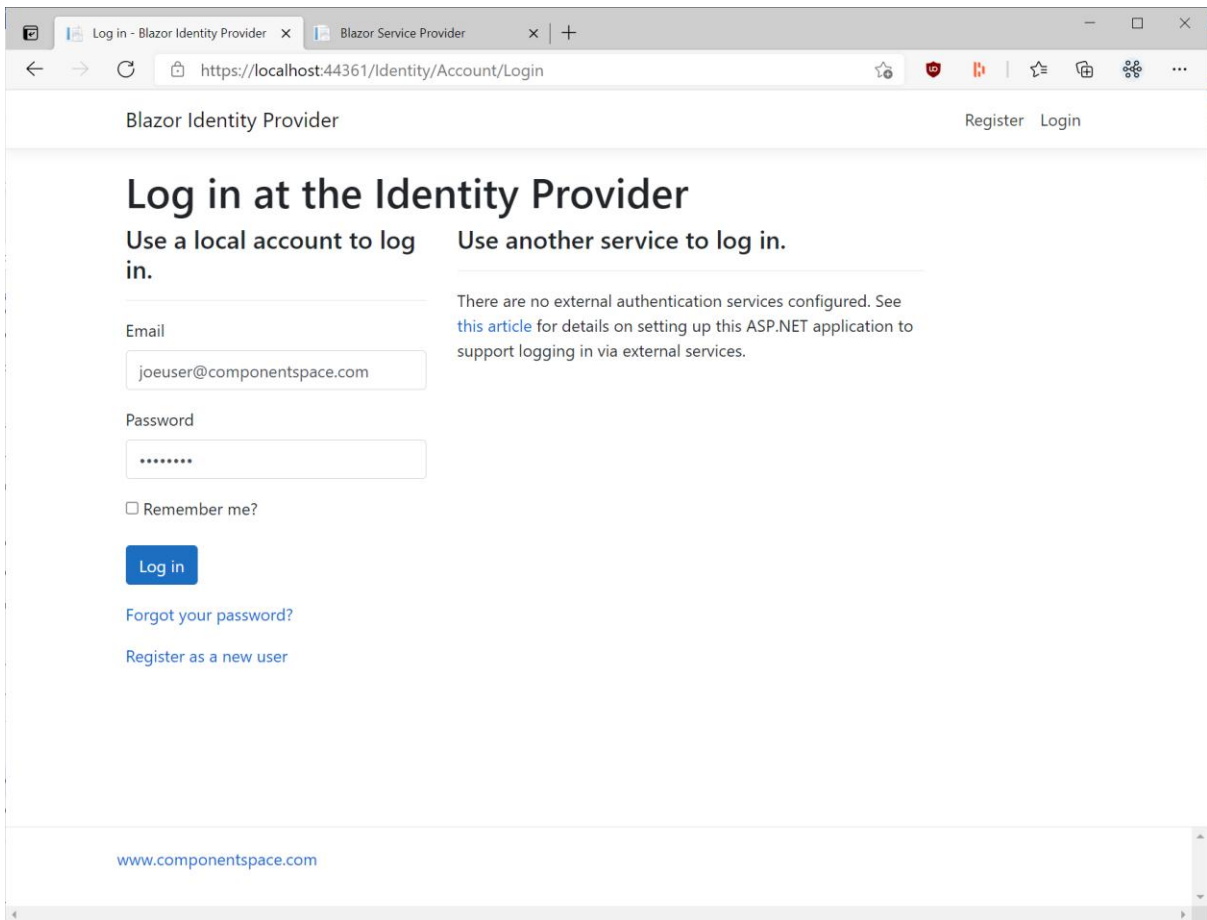 Log in - Blazor Identity Provider
Blazor Service Provider
https://localhost:44361/Identity/Account/Login
Blazor Identity Provider
Register Login
Log in at the Identity Provider
Use a local account to log
in.
Use another service to log in.
There are no external authentication services configured. See
this article for details on setting up this ASP.NET application to
support logging in via external services.
Email
joeuser@componentspace.com
Password
••••••••
Remember me?
Log in
Forgot your password?
Register as a new user
www.componentspace.com